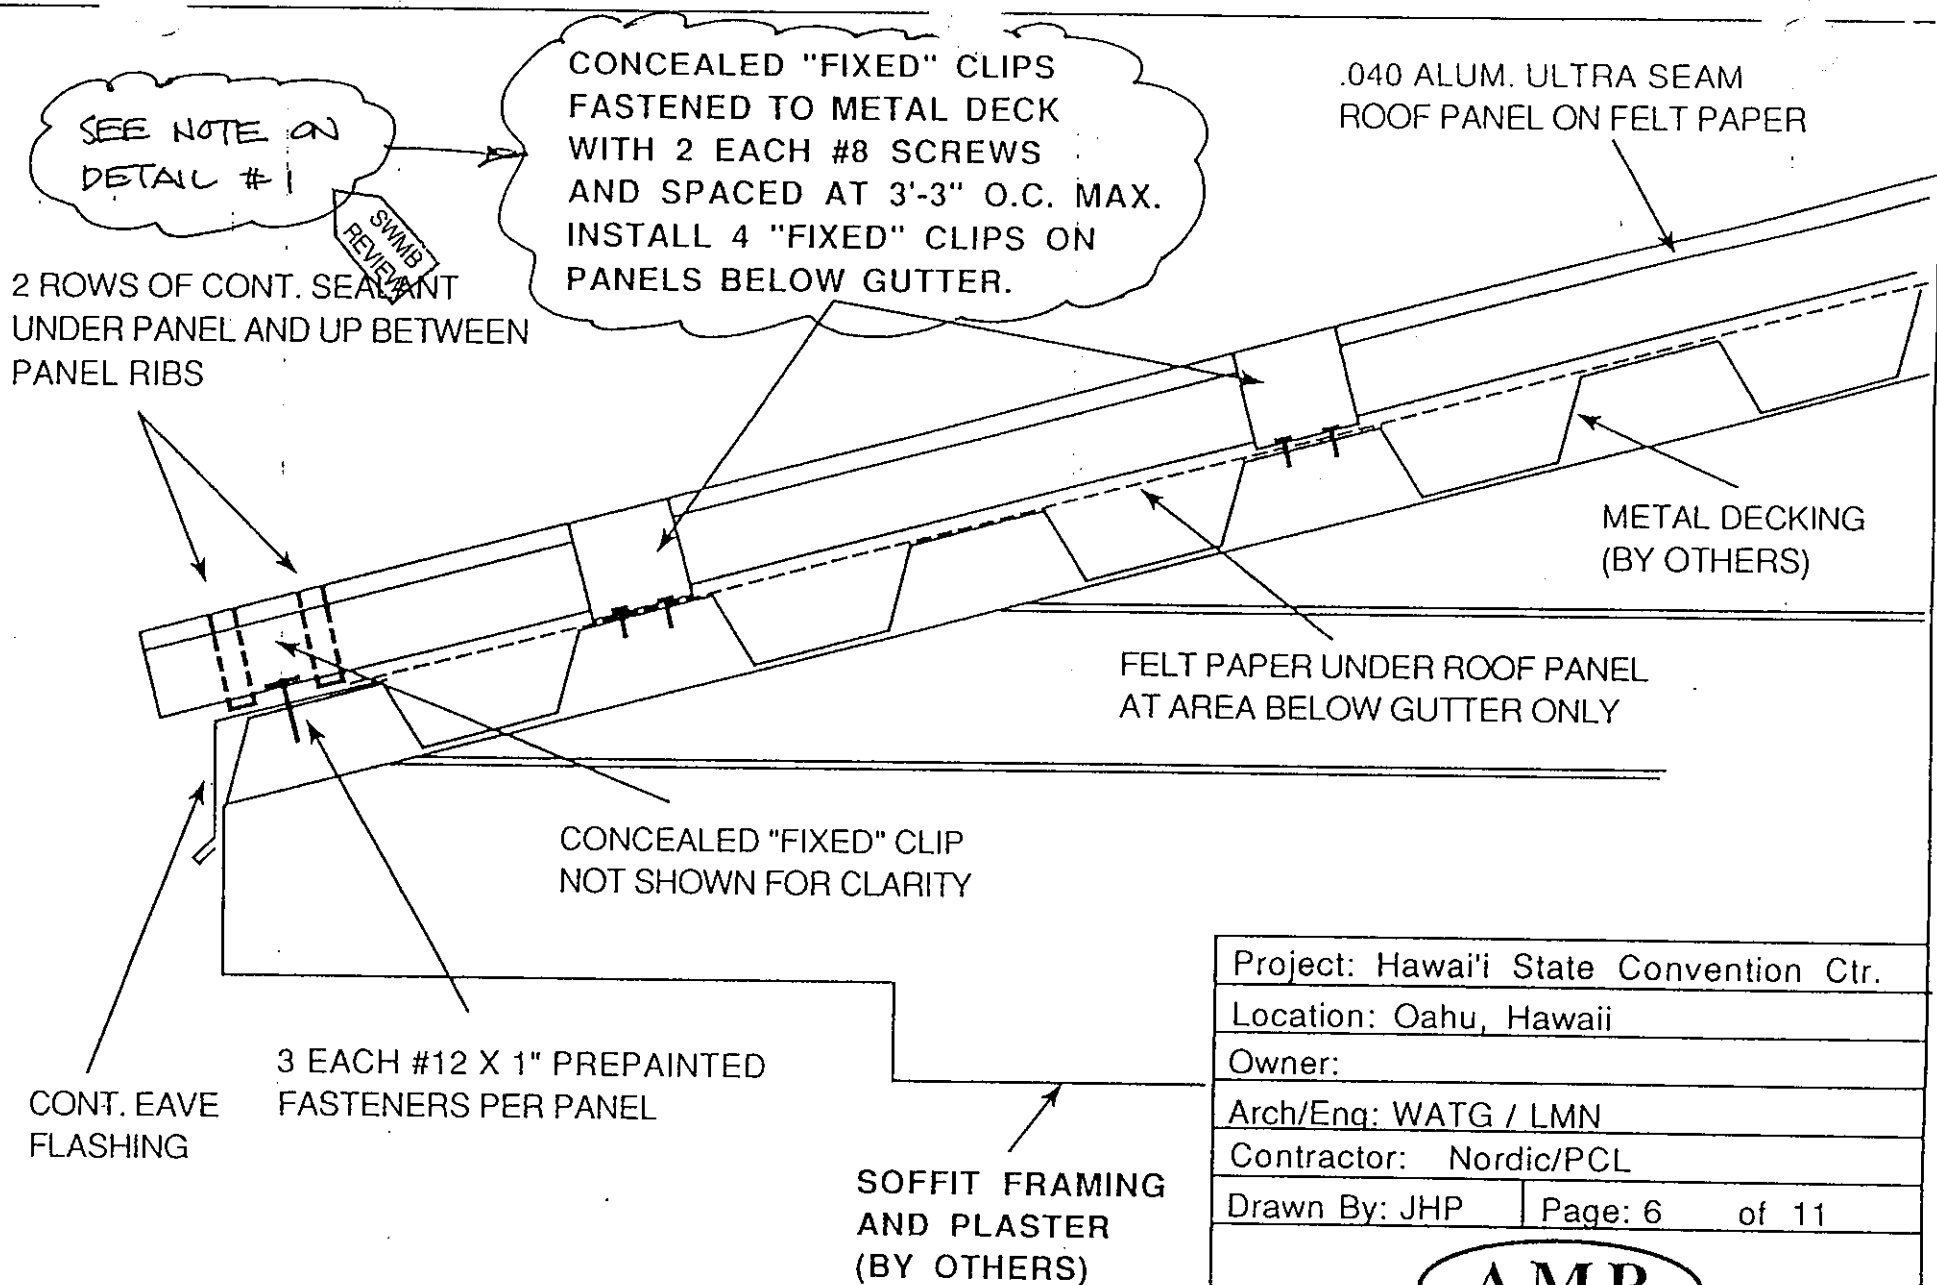 SEE NOTE ON
DETAIL #1
SWMB
REVIEW
CONCEALED "FIXED" CLIPS
FASTENED TO METAL DECK
WITH 2 EACH #8 SCREWS
AND SPACED AT 3'-3" O.C. MAX.
INSTALL 4 "FIXED" CLIPS ON
PANELS BELOW GUTTER.
.040 ALUM. ULTRA SEAM
ROOF PANEL ON FELT PAPER
2 ROWS OF CONT. SEALANT
UNDER PANEL AND UP BETWEEN
PANEL RIBS
METAL DECKING
(BY OTHERS)
FELT PAPER UNDER ROOF PANEL
AT AREA BELOW GUTTER ONLY
CONCEALED "FIXED" CLIP
NOT SHOWN FOR CLARITY
3 EACH #12 X 1" PREPAINTED
FASTENERS PER PANEL
CONT. EAVE
FLASHING
SOFFIT FRAMING
AND PLASTER
(BY OTHERS)
Project: Hawai'i State Convention Ctr.
Location: Oahu, Hawaii
Owner:
Arch/Enq: WATG / LMN
Contractor: Nordic/PCL
Drawn By: JHP
Page: 6 of 11
AMB